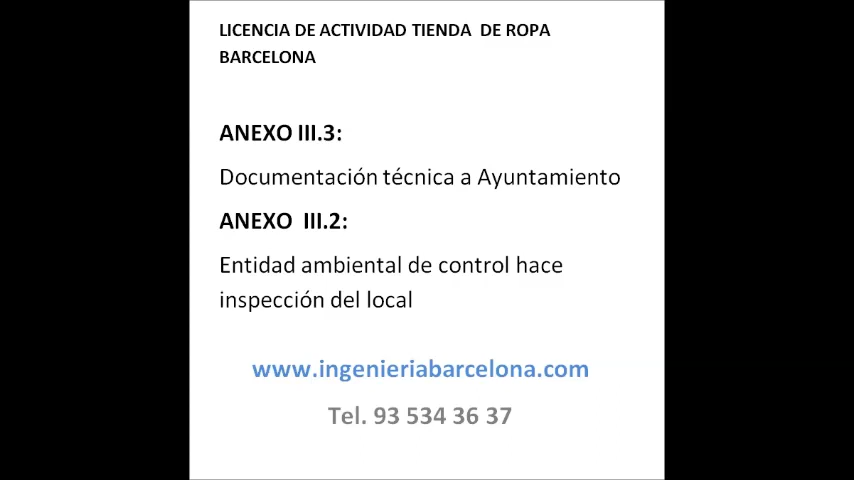 LICENCIA DE ACTIVIDAD TIENDA  DE ROPA
BARCELONA
ANEXO III.3:
Documentación técnica a Ayuntamiento
ANEXO  III.2:
Entidad ambiental de control hace
inspección del local
www.ingenieriabarcelona.com
Tel. 93 534 36 37